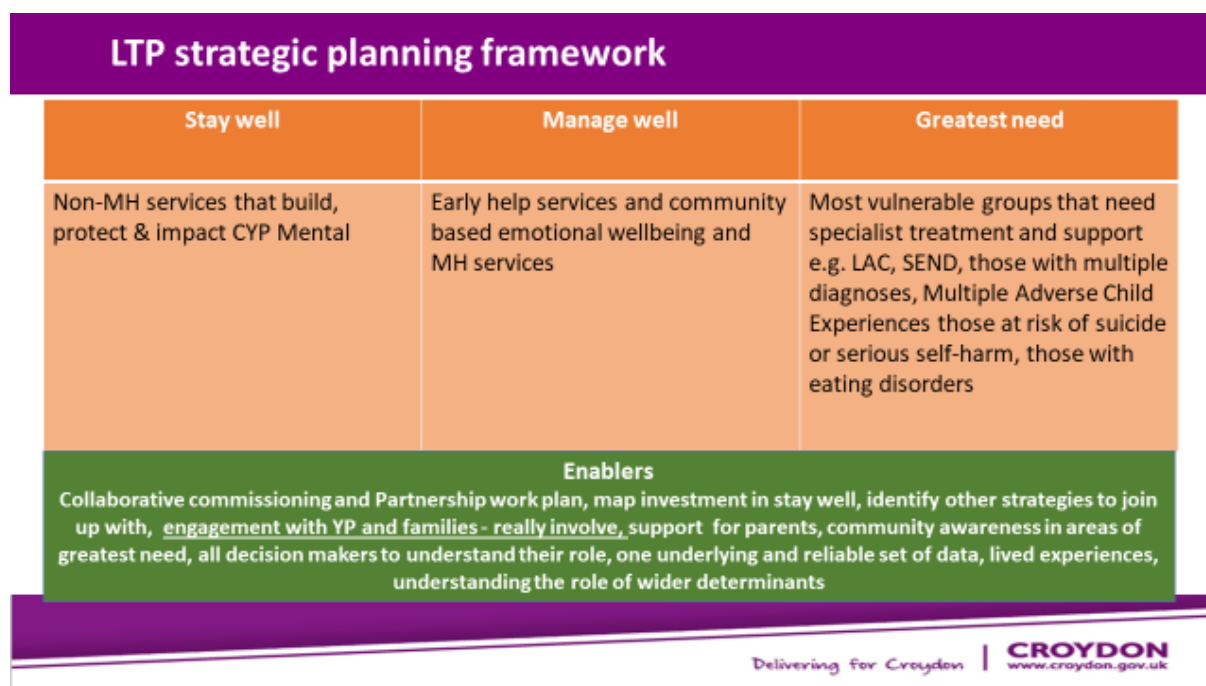 LTP strategic planning framework
Stay well
Manage well
Greatest need
Non-MH services that build,
protect & impact CYP Mental
Early help services and community
based emotional wellbeing and
MH services
Most vulnerable groups that need
specialist treatment and support
e.g. LAC, SEND, those with multiple
diagnoses, Multiple Adverse Child
Experiences those at risk of suicide
or serious self-harm, those with
eating disorders
Enablers
Collaborative commissioning and Partnership work plan, map investment in stay well, identify other strategies to join
up with, engagement with YP and families - really involve, support for parents, community awareness in areas of
greatest need, all decision makers to understand their role, one underlying and reliable set of data, lived experiences,
understanding the role of wider determinants
Delivering for Croydon
CROYDON
www.croydon.gov.uk